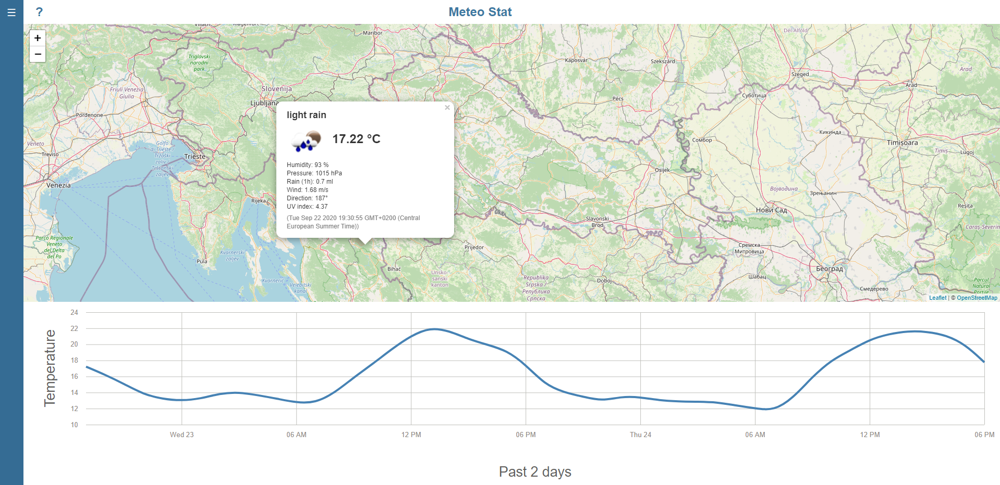 ☰
?
Meteo Stat
+
−
Villach
Klagenfurt
Maribor
Dél-Alföld
Triglavski
narodni
park
Kaposvár
Szekszárd
Szeged
Arad
Arad
Slovenija
Friuli Venezia
Giulia
Ljubljana
Pécs
Суботица
Pordenone
×
light rain
17.22 °C
Humidity: 93 %
Pressure: 1015 hPa
Rain (1h): 0.7 ml
Wind: 1.68 m/s
Direction: 187°
UV index: 4.37
(Tue Sep 22 2020 19:30:55 GMT+0200 (Central
European Summer Time))
Veneto
Treviso
Golfo
di Trieste /
Tržaški
zaliv /
Tršćanski
zaljev
Trieste
Сомбор
Кикинда
Timișoara
Timiș
Lugoj
Venezia
Osijek
Rijeka
Војводина
Зрењанин
Reșița
Нови Сад
Slavonski
Brod
Caraș-Severin
Parco Regionale
Veneto
del Delta
del Po
Kvarnerski
zaljev
Pula
Prijedor
Сремска
Митровица
Bihać
Unsko-
sanski
kanton
Београд
Republika
Srpska /
Република
Српска
Doboj
Шабац
Kvarnerić
Velebitski
kanal
Смедерево
Parcul
Natural
Porțile
Leaflet | © OpenStreetMap
Temperature
24
22
20
18
16
14
12
10
Wed 23
06 AM
12 PM
06 PM
Thu 24
06 AM
12 PM
06 PM
Past 2 days